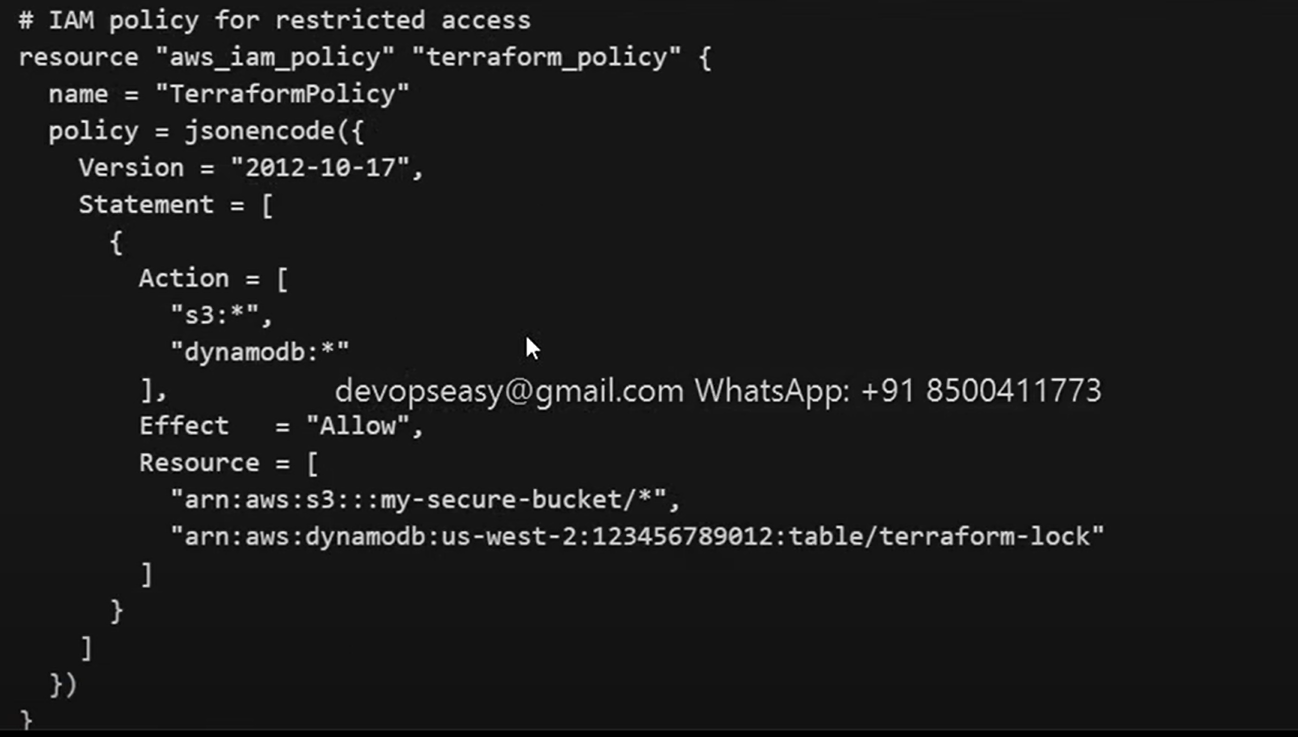 # IAM policy for restricted access
resource "aws_iam_policy" "terraform_policy" {
  name = "TerraformPolicy"
  policy = jsonencode({
    Version = "2012-10-17",
    Statement = [
      {
        Action = [
          "s3:*",
          "dynamodb:*"
        ],
devopseasy@gmail.com WhatsApp: +91 8500411773
        Effect   = "Allow",
        Resource = [
          "arn:aws:s3:::my-secure-bucket/*",
          "arn:aws:dynamodb:us-west-2:123456789012:table/terraform-lock"
        ]
      }
    ]
  })
}